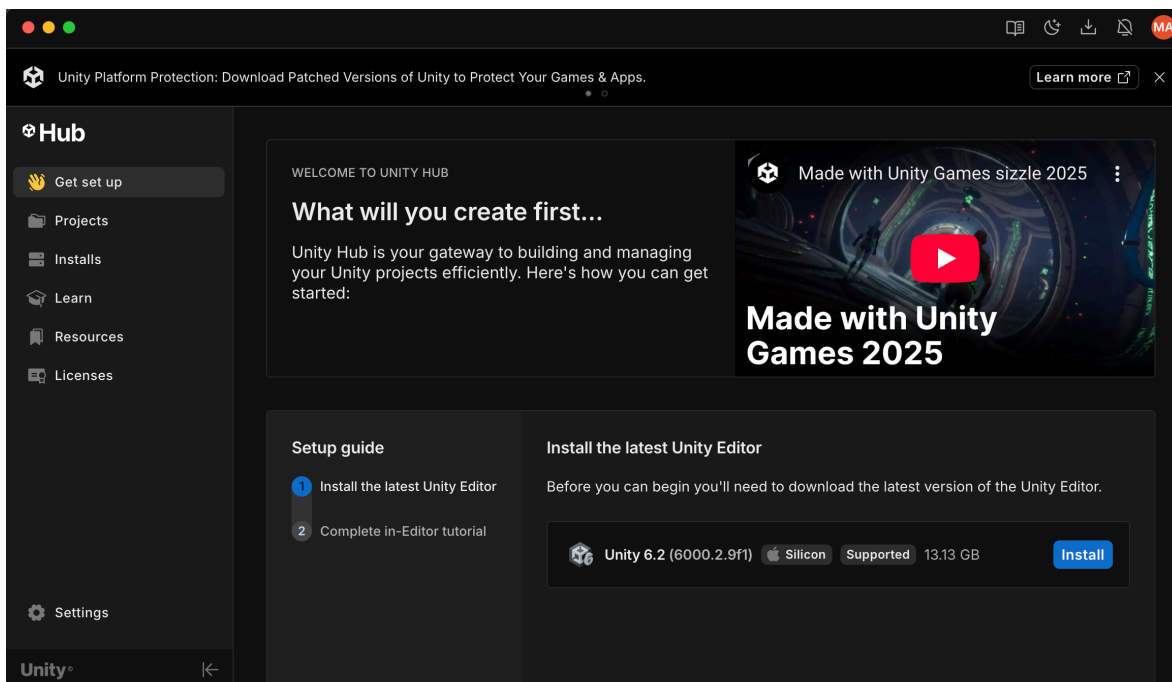 MA
Unity Platform Protection: Download Patched Versions of Unity to Protect Your Games & Apps.
Learn more
Hub
Get set up
Projects
Installs
Learn
Resources
Licenses
Settings
Unity
WELCOME TO UNITY HUB
What will you create first...
Unity Hub is your gateway to building and managing
your Unity projects efficiently. Here's how you can get
started:
Made with Unity Games sizzle 2025
Made with Unity
Games 2025
Setup guide
1 Install the latest Unity Editor
2 Complete in-Editor tutorial
Install the latest Unity Editor
Before you can begin you'll need to download the latest version of the Unity Editor.
6 Unity 6.2 (6000.2.9f1) Silicon Supported 13.13 GB Install